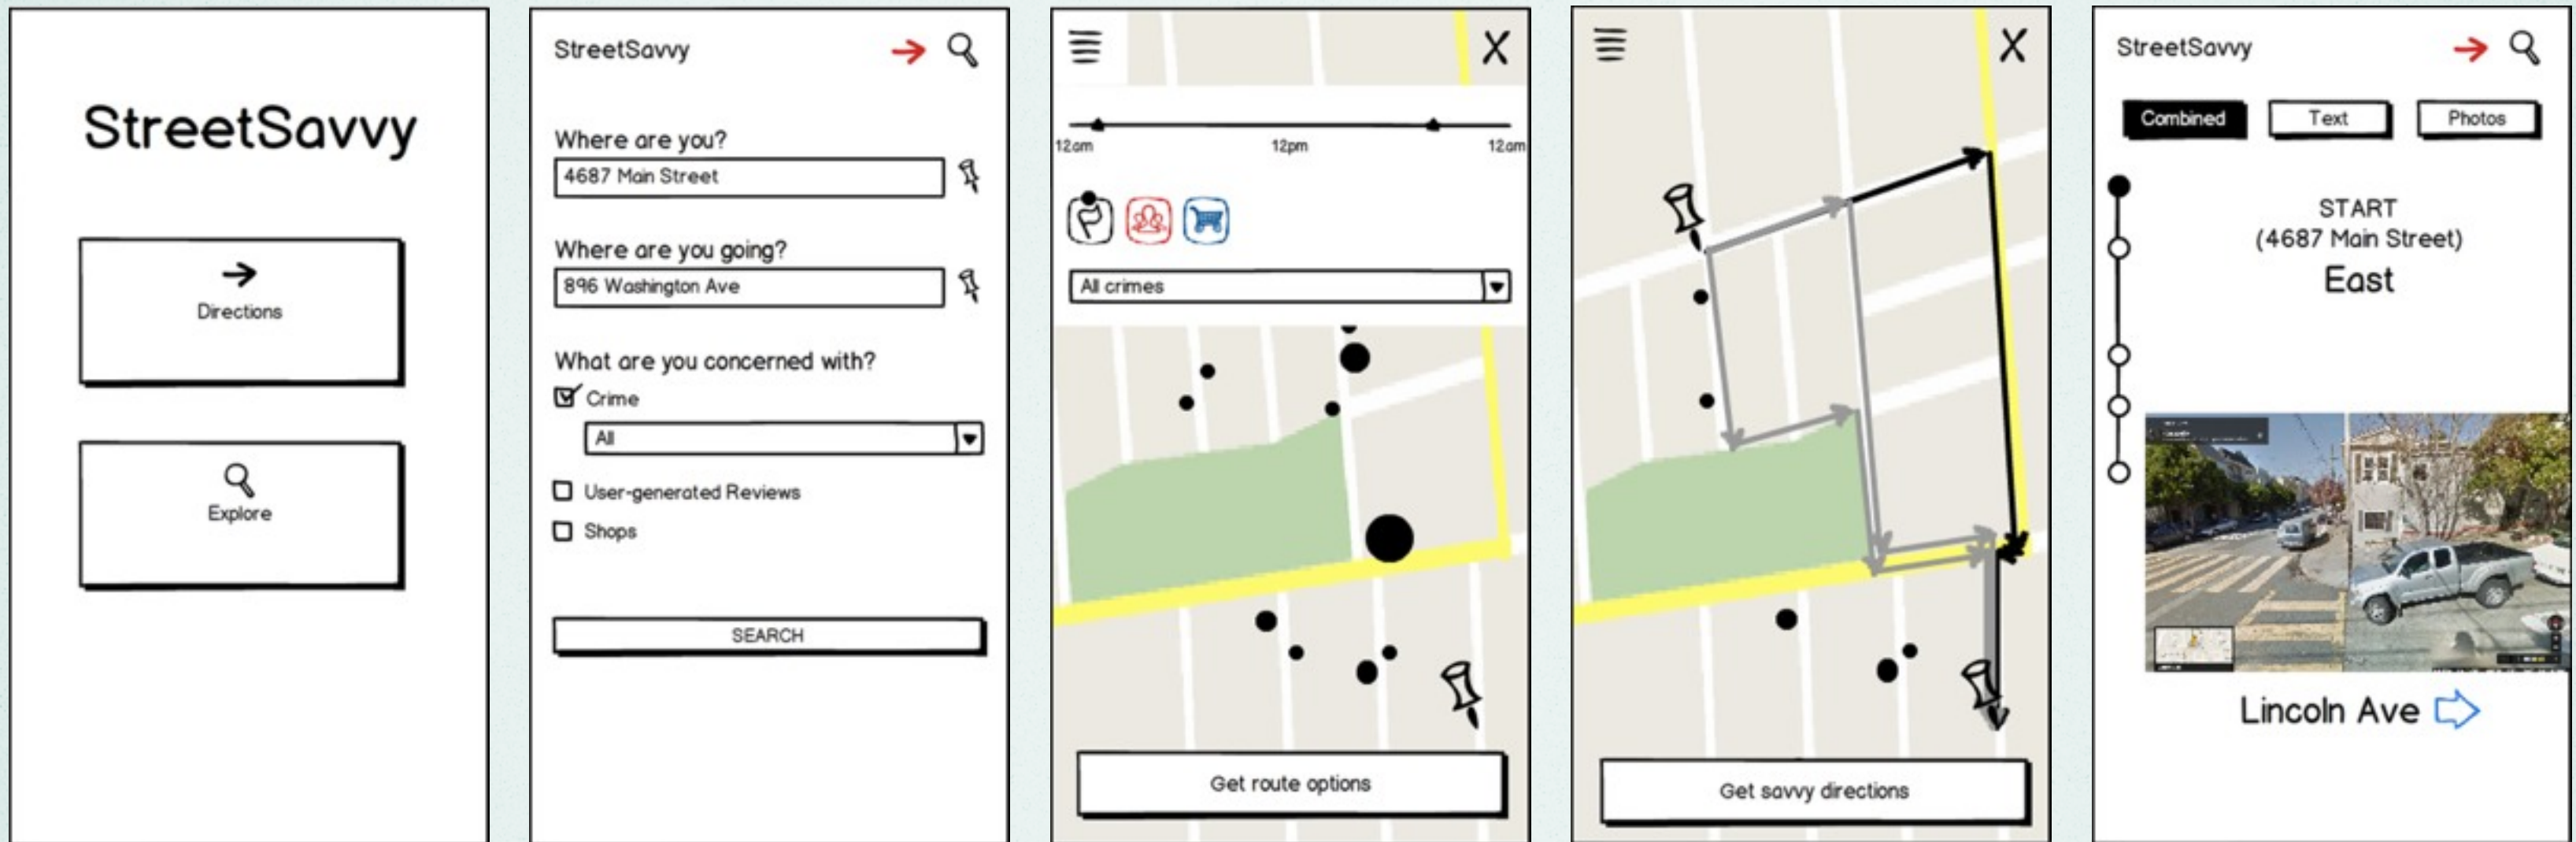 StreetSavvy
Directions
Explore
StreetSavvy
Where are you?
4687 Main Street
Where are you going?
896 Washington Ave
What are you concerned with?
Crime
All
User-generated Reviews
Shops
SEARCH
12am 12pm 12am
All crimes
Get route options
Get savvy directions
StreetSavvy
Combined Text Photos
START
(4687 Main Street)
East
Lincoln Ave